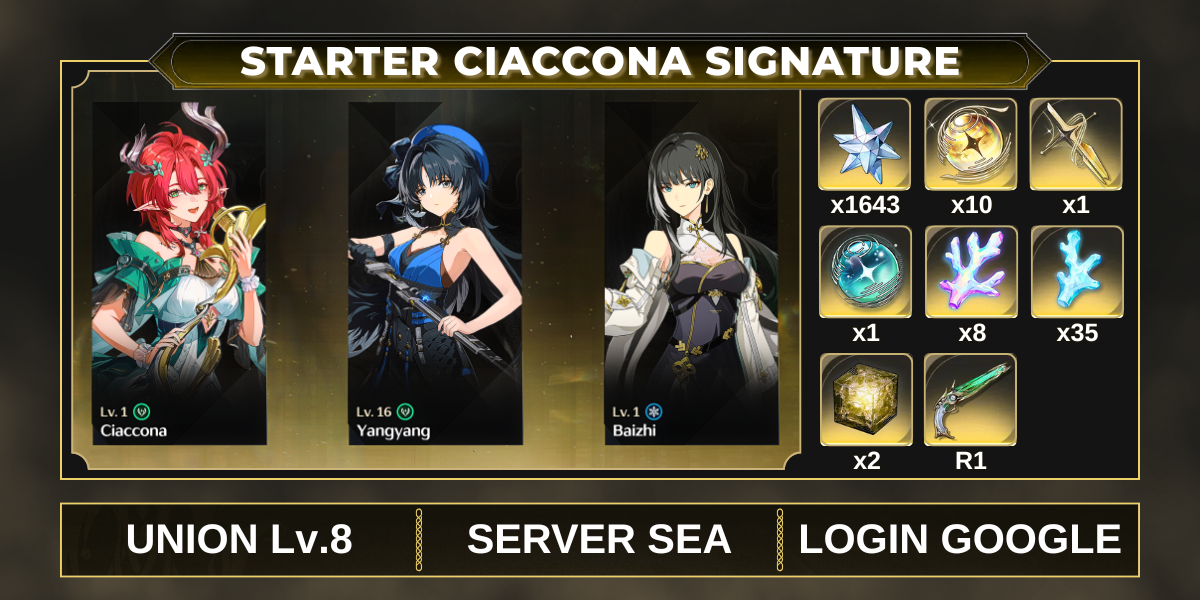 STARTER CIACCONA SIGNATURE
Lv. 1
Ciaccona
Lv. 16
Yangyang
Lv. 1
Baizhi
x1643
x10
x1
x1
x8
x35
x2
R1
UNION Lv.8
SERVER SEA
LOGIN GOOGLE